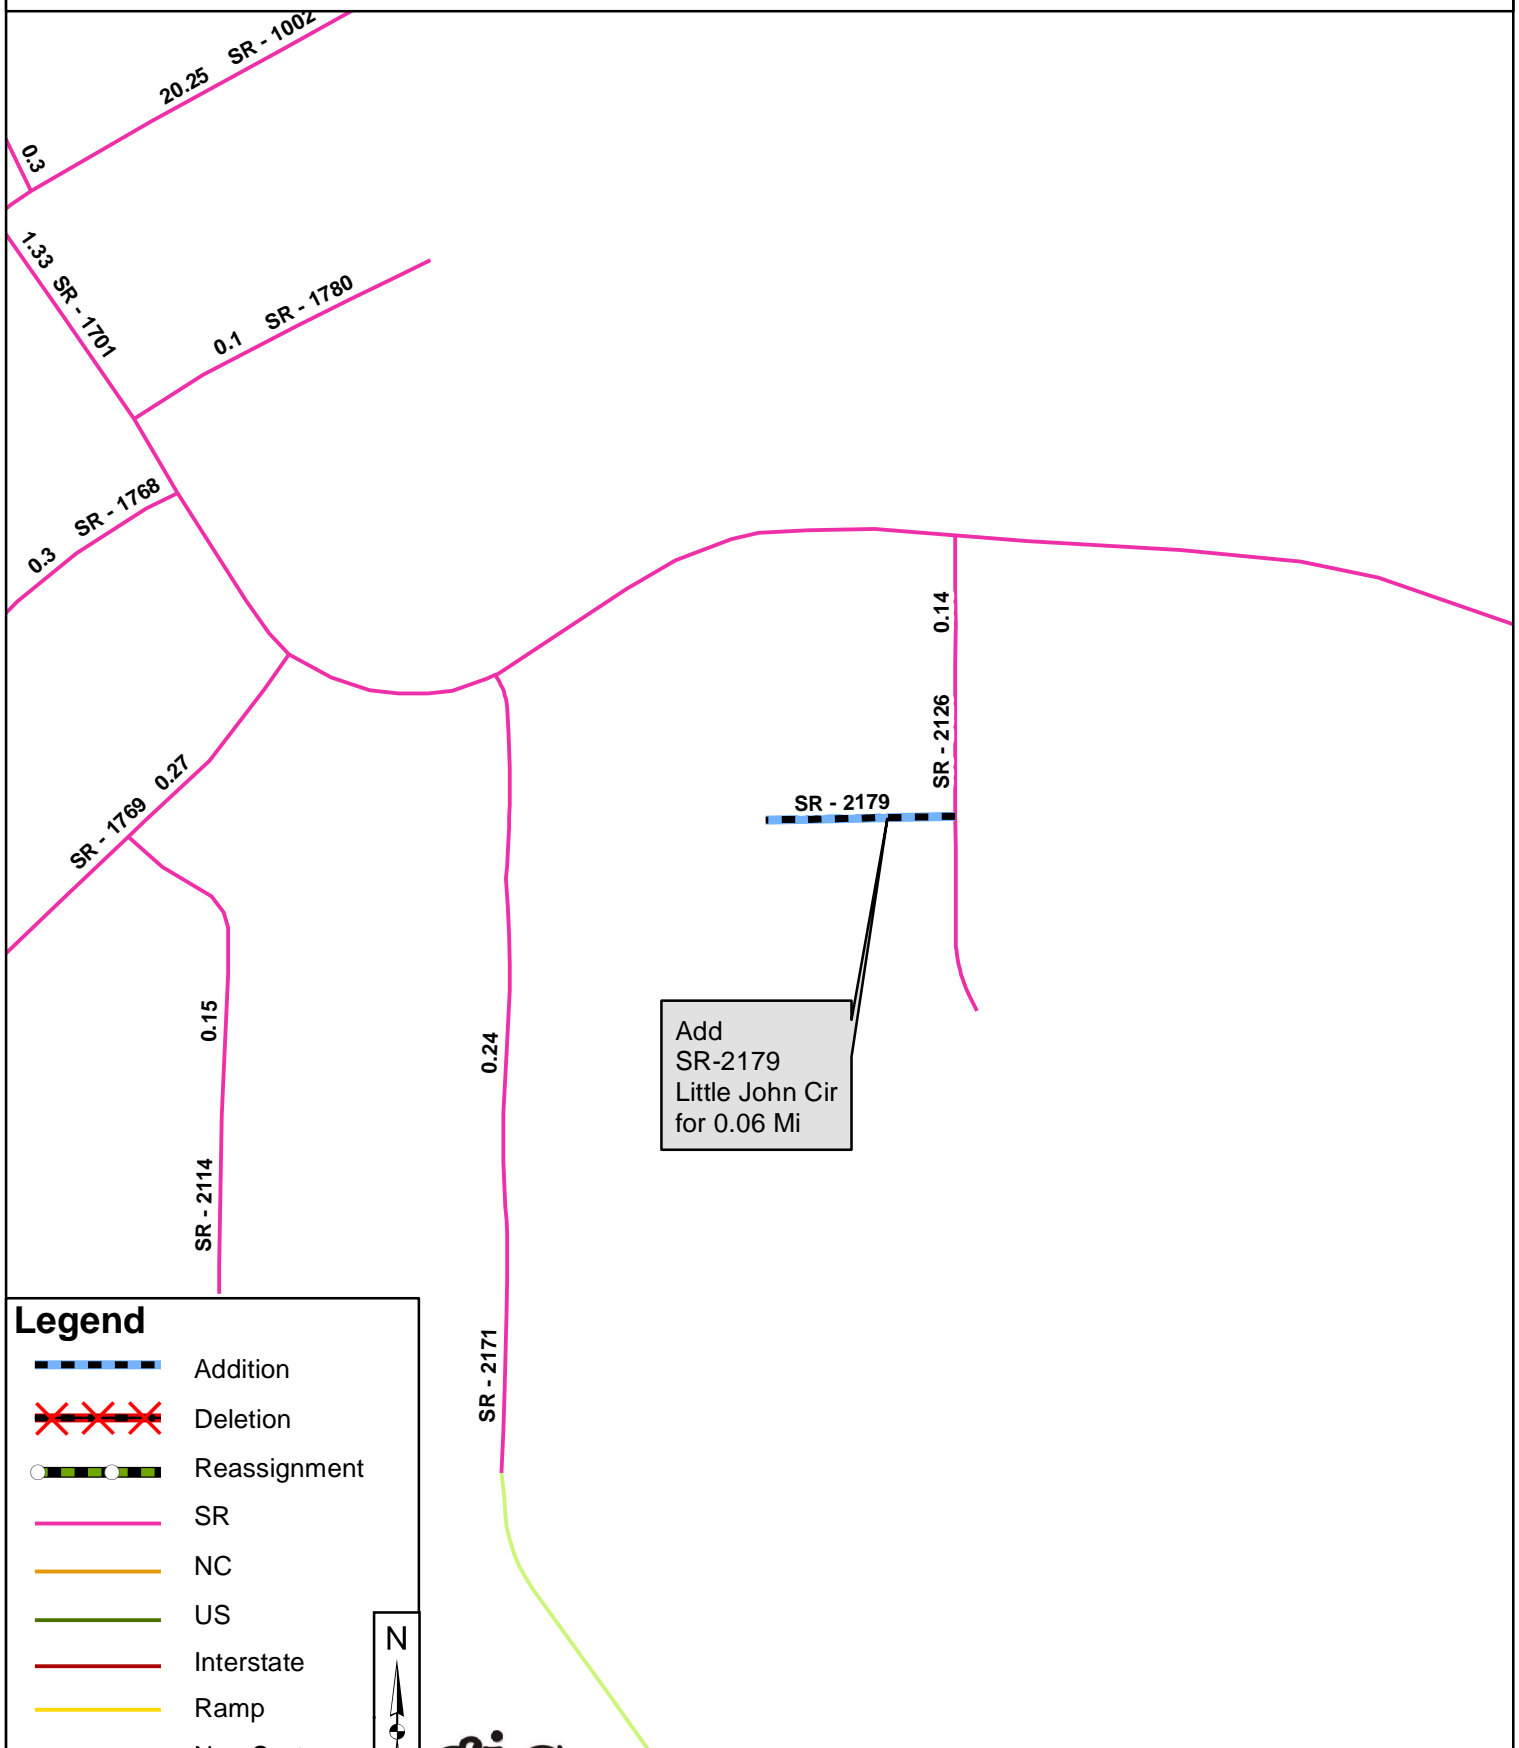 20.25 SR - 1002
0.3
1.33 SR - 1701
0.1 SR - 1780
0.3 SR - 1768
0.14
SR - 2126
SR - 1769 0.27
SR - 2179
0.15
SR - 2114
0.24
SR - 2171
Add
SR-2179
Little John Cir
for 0.06 Mi
Legend
Addition
Deletion
Reassignment
SR
NC
US
Interstate
Ramp
N